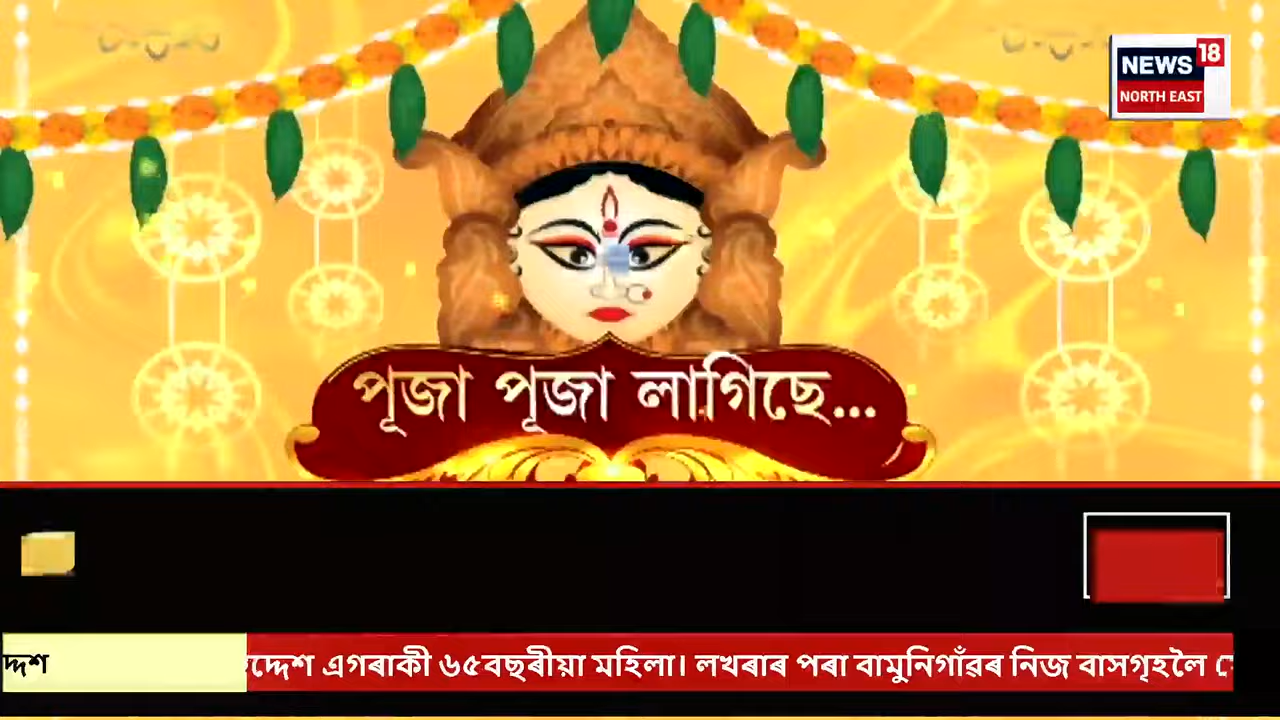 NEWS 18
NORTH EAST
পূজা পূজা লাগিছে...
এগৰাকী ৬৫বছৰীয়া মহিলা। লখৰাৰ পৰা বামুনিগাঁৱৰ নিজ বাসগৃহলৈ